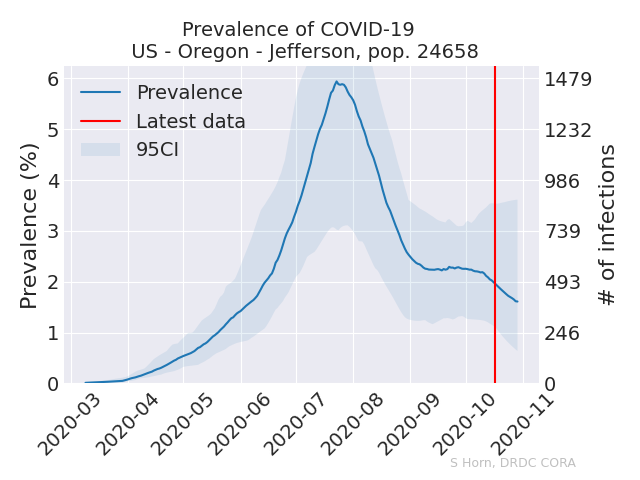 Prevalence of COVID-19
US - Oregon - Jefferson, pop. 24658
Prevalence
Latest data
95CI
Prevalence (%)
6
5
4
3
2
1
0
1479
1232
986
739
493
246
0
# of infections
2020-03
2020-04
2020-05
2020-06
2020-07
2020-08
2020-09
2020-10
2020-11
S Horn, DRDC CORA